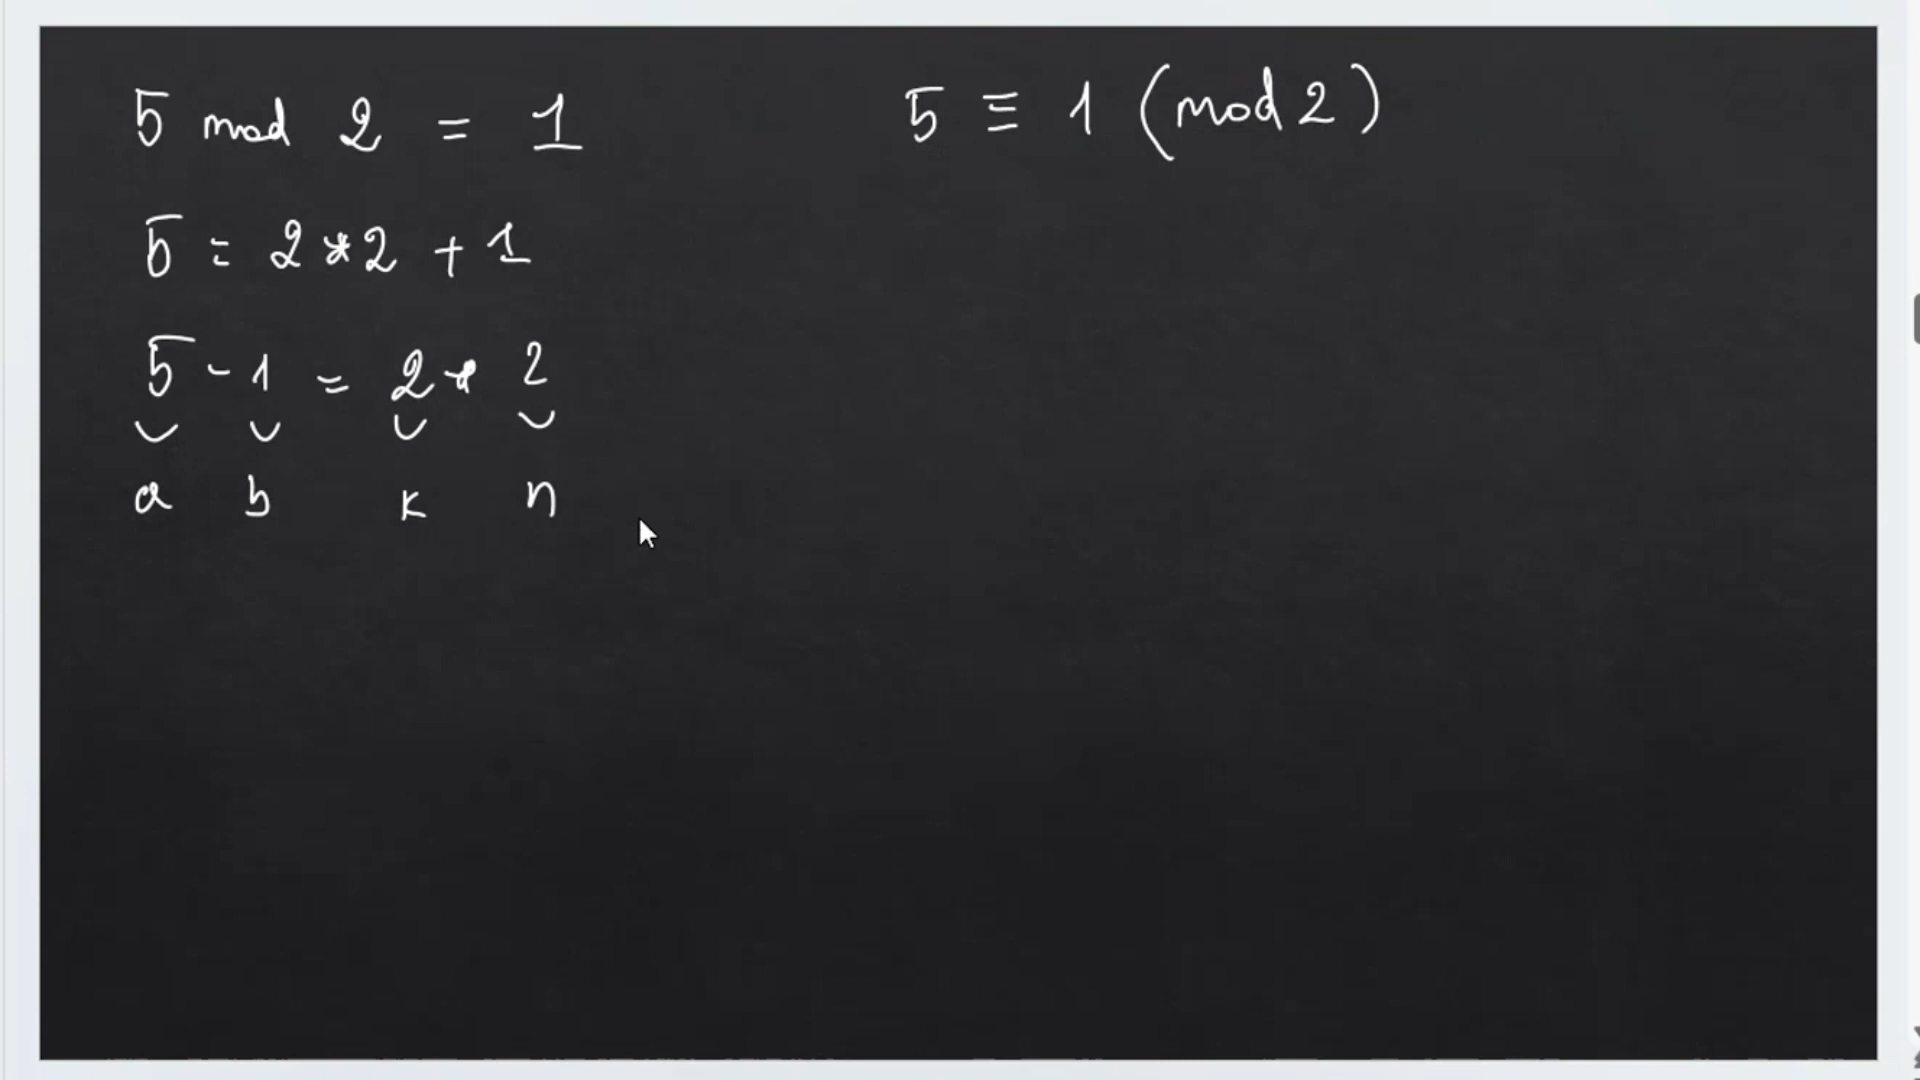 5 mod 2 = 1
5 = 2 * 2 + 1
5 - 1 = 2 * 2
a b k n
5 ≡ 1 (mod 2)